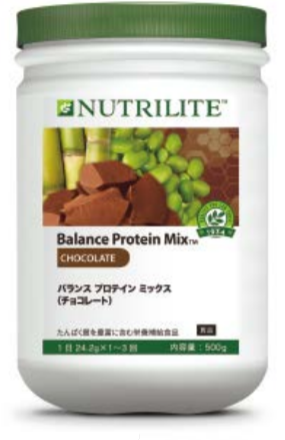 NUTRILITE™
1934
Balance Protein Mix™
CHOCOLATE
バランス プロテイン ミックス
(チョコレート)
たんぱく質を豊富に含む栄養補給食品
食品
1日 24.2g×1〜3回 内容量:500g